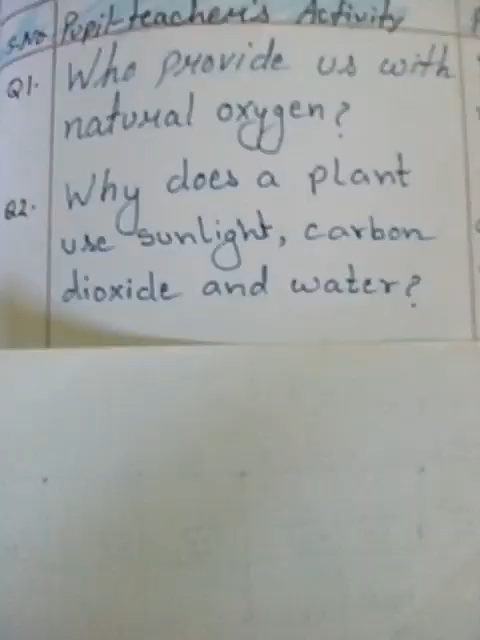 S.No Pupil-teacher's Activity
Q1. Who provide us with
natural oxygen?
Q2. Why does a plant
use sunlight, carbon
dioxide and water?